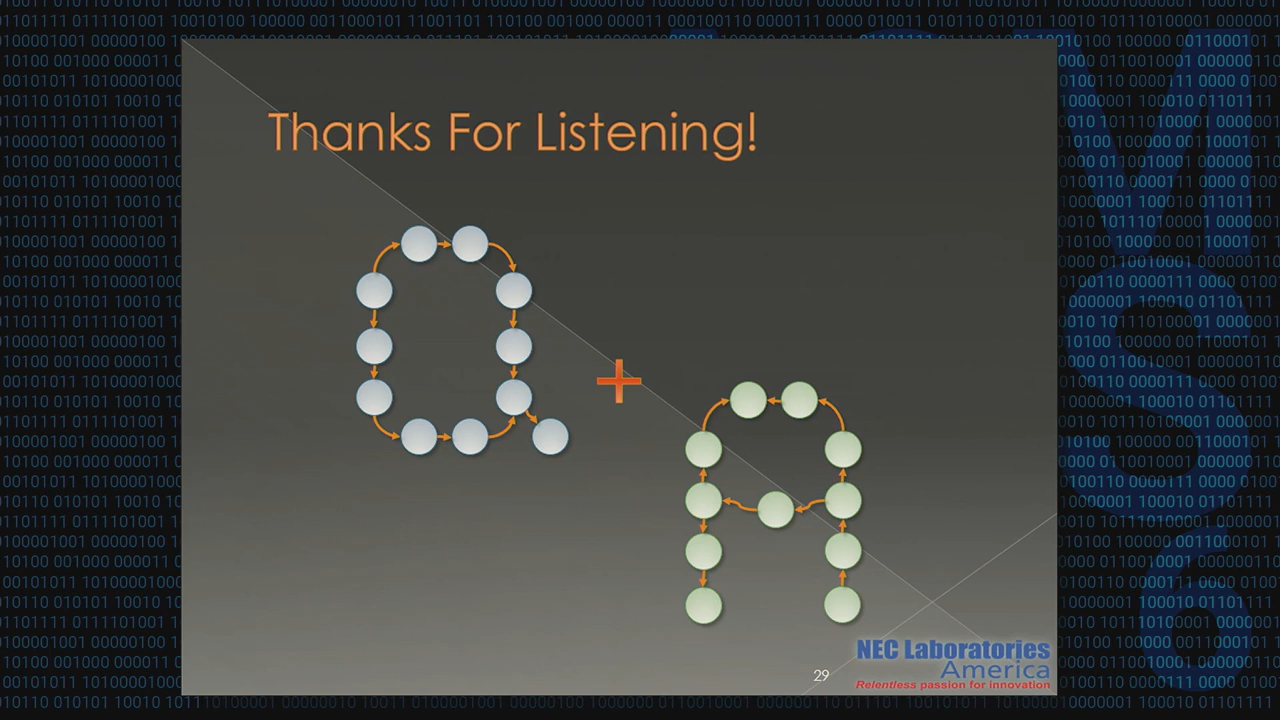 Thanks For Listening!
29
NEC Laboratories
America
Relentless passion for innovation